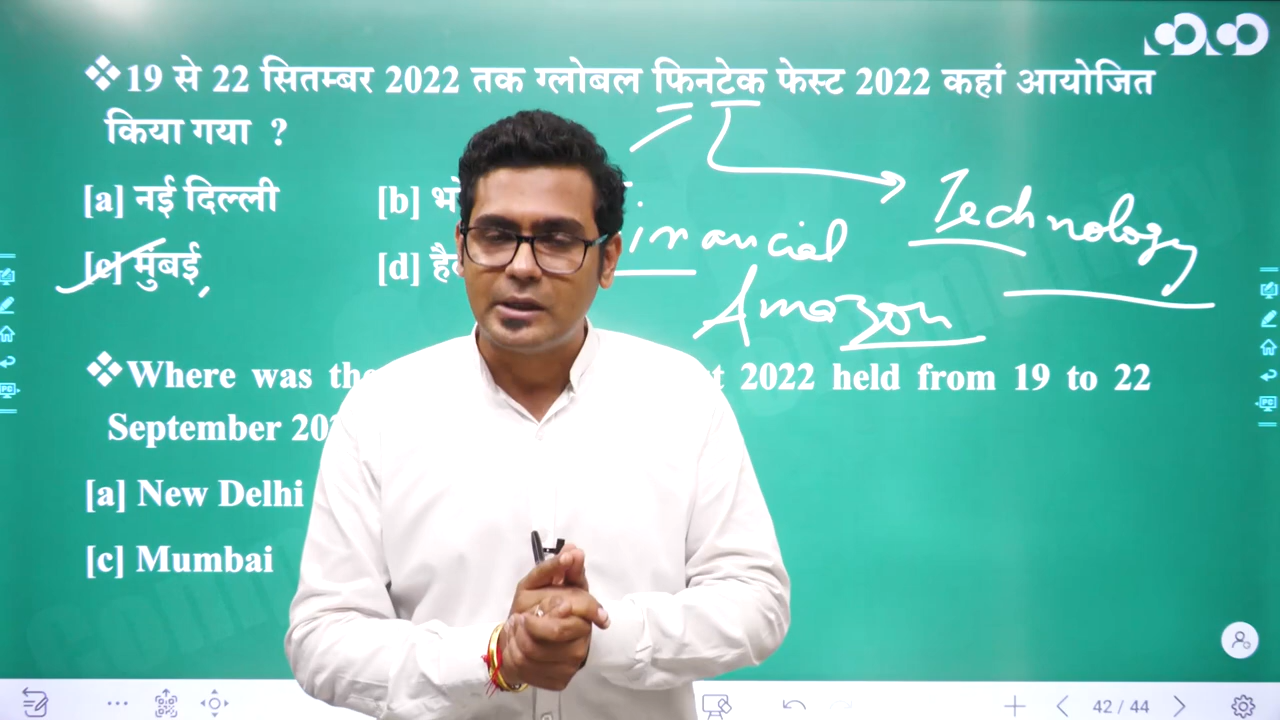 ❖19 से 22 सितम्बर 2022 तक ग्लोबल फिनटेक फेस्ट 2022 कहां आयोजित
किया गया ?
[a] नई दिल्ली [b]
Technology
Financial
[c] मुंबई, [d]
Amazon
❖Where was the 2022 held from 19 to 22
September
[a] New Delhi
[c] Mumbai
42 / 44